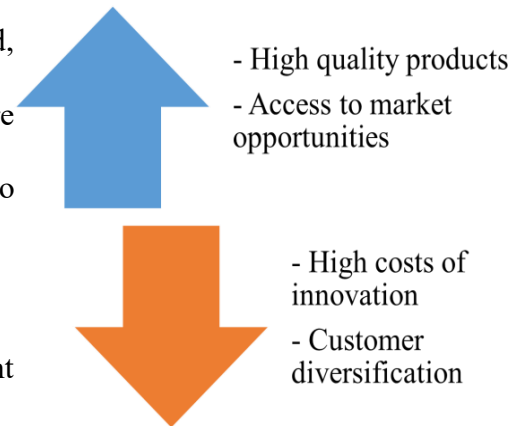 - High quality products
- Access to market
opportunities
- High costs of
innovation
- Customer
diversification